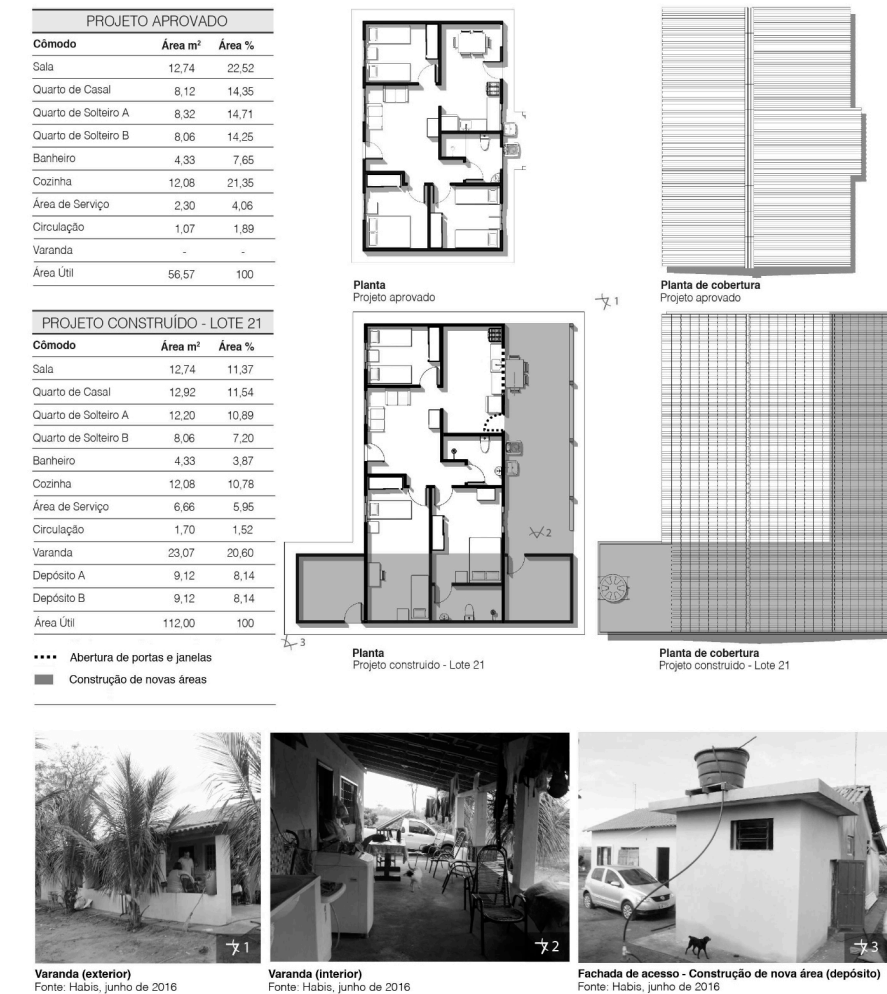 PROJETO APROVADO
Cômodo Área m² Área %
Sala 12,74 22,52
Quarto de Casal 8,12 14,35
Quarto de Solteiro A 8,32 14,71
Quarto de Solteiro B 8,06 14,25
Banheiro 4,33 7,65
Cozinha 12,08 21,35
Área de Serviço 2,30 4,06
Circulação 1,07 1,89
Varanda - -
Área Útil 56,57 100
Planta
Projeto aprovado
Planta de cobertura
Projeto aprovado
PROJETO CONSTRUÍDO - LOTE 21
Cômodo Área m² Área %
Sala 12,74 11,37
Quarto de Casal 12,92 11,54
Quarto de Solteiro A 12,20 10,89
Quarto de Solteiro B 8,06 7,20
Banheiro 4,33 3,87
Cozinha 12,08 10,78
Área de Serviço 6,66 5,95
Circulação 1,70 1,52
Varanda 23,07 20,60
Depósito A 9,12 8,14
Depósito B 9,12 8,14
Área Útil 112,00 100
Abertura de portas e janelas
Construção de novas áreas
1
2
3
Planta
Projeto construido - Lote 21
Planta de cobertura
Projeto construido - Lote 21
1
2
3
Varanda (exterior)
Fonte: Habis, junho de 2016
Varanda (interior)
Fonte: Habis, junho de 2016
Fachada de acesso - Construção de nova área (depósito)
Fonte: Habis, junho de 2016